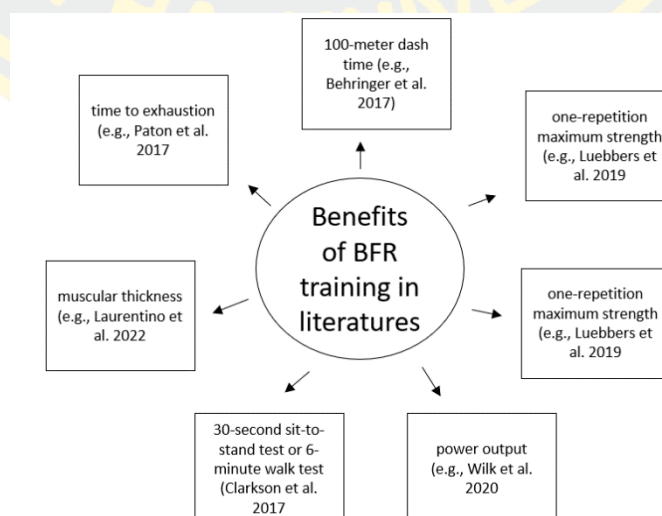 100-meter dash
time (e.g.,
Behringer et al.
2017)
time to exhaustion
(e.g., Paton et al.
2017
one-repetition
maximum strength
(e.g., Luebbers et
al. 2019
Benefits
of BFR
training in
literatures
muscular thickness
(e.g., Laurentino et
al. 2022
one-repetition
maximum strength
(e.g., Luebbers et
al. 2019
30-second sit-to-
stand test or 6-
minute walk test
(Clarkson et al.
2017
power output
(e.g., Wilk et al.
2020